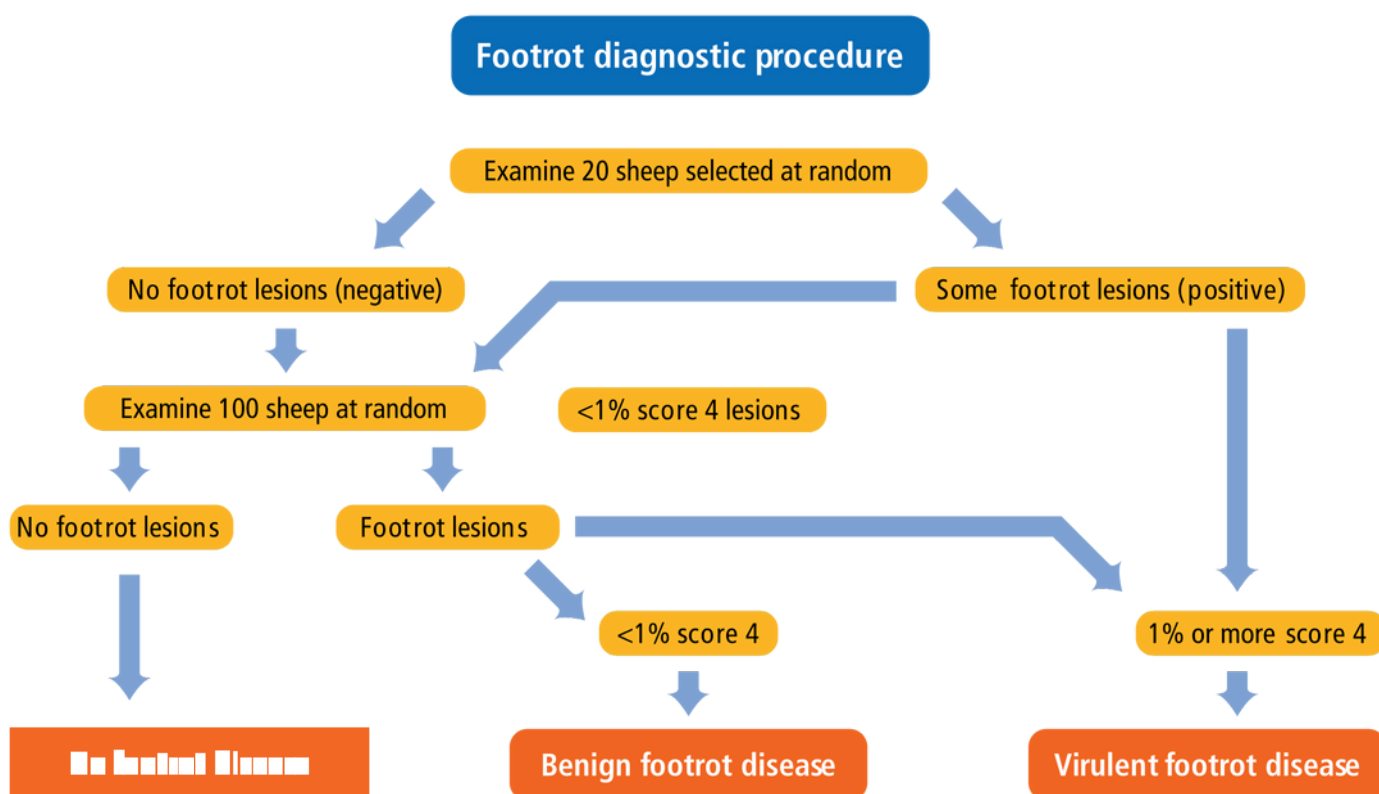 Footrot diagnostic procedure
Examine 20 sheep selected at random
No footrot lesions (negative)
Some footrot lesions (positive)
Examine 100 sheep at random
<1% score 4 lesions
No footrot lesions
Footrot lesions
<1% score 4
1% or more score 4
Benign footrot disease
Virulent footrot disease